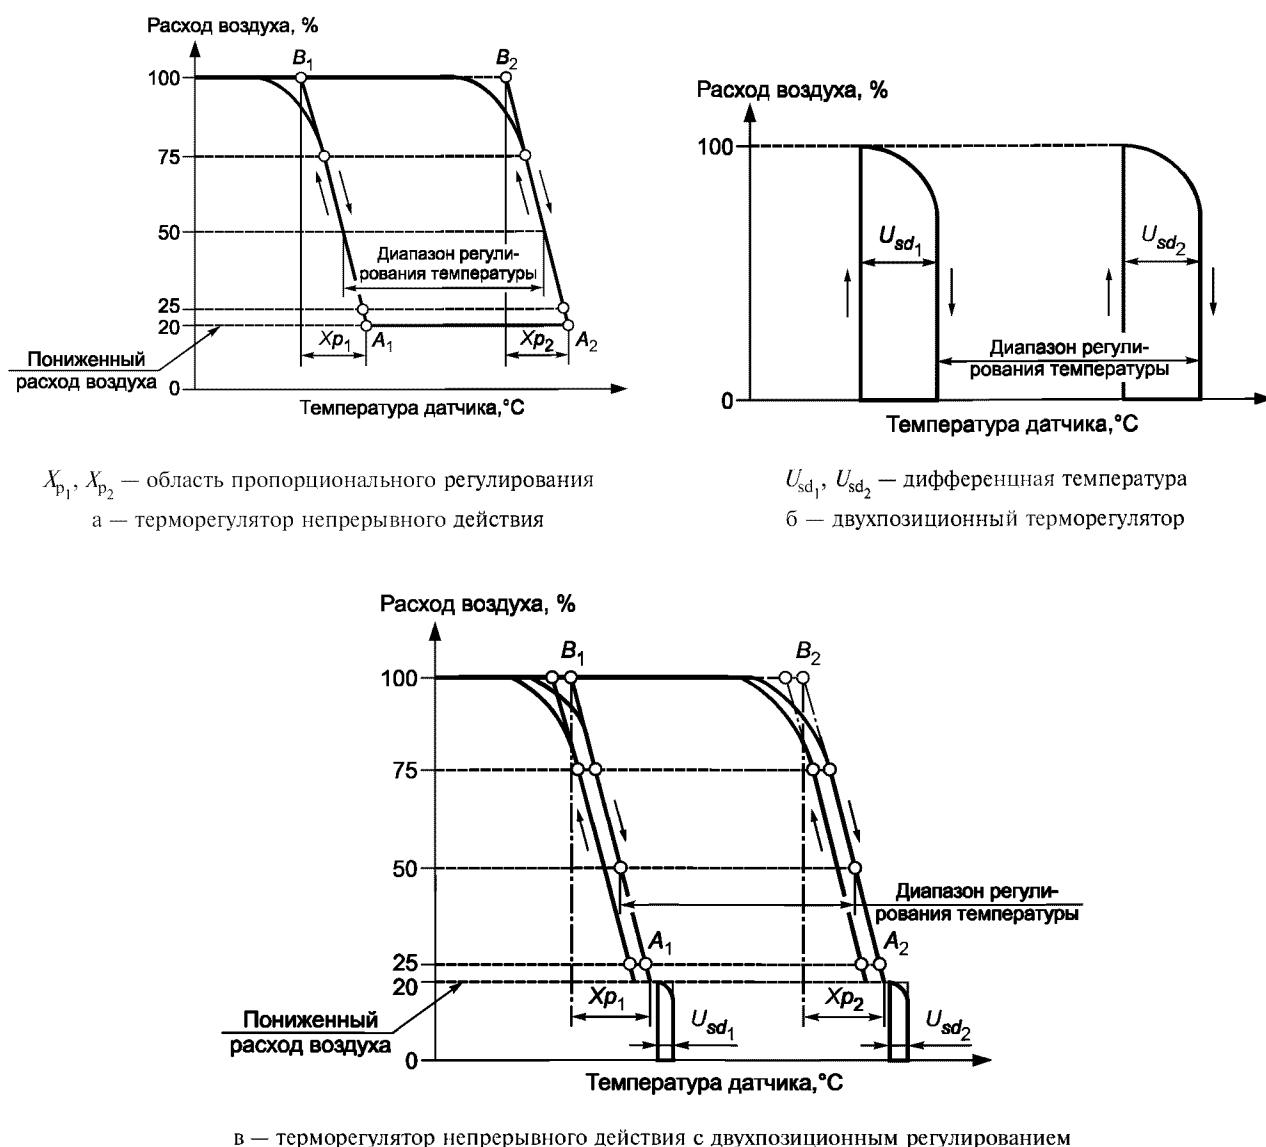 Расход воздуха, %
B1
B2
100
75
50
Диапазон регули-
рования температуры
25
20
Xp1
A1
Xp2
A2
Пониженный
расход воздуха
0
Температура датчика,°С
Xp1, Xp2 — область пропорционального регулирования
а — терморегулятор непрерывного действия
Расход воздуха, %
100
Usd1
Usd2
Диапазон регули-
рования температуры
0
Температура датчика,°С
Usd1, Usd2 — дифференцная температура
б — двухпозиционный терморегулятор
Расход воздуха, %
B1
B2
100
75
50
Диапазон регули-
рования температуры
A1
A2
25
20
Xp1
Xp2
Пониженный
расход воздуха
Usd1
Usd2
0
Температура датчика,°С
в — терморегулятор непрерывного действия с двухпозиционным регулированием